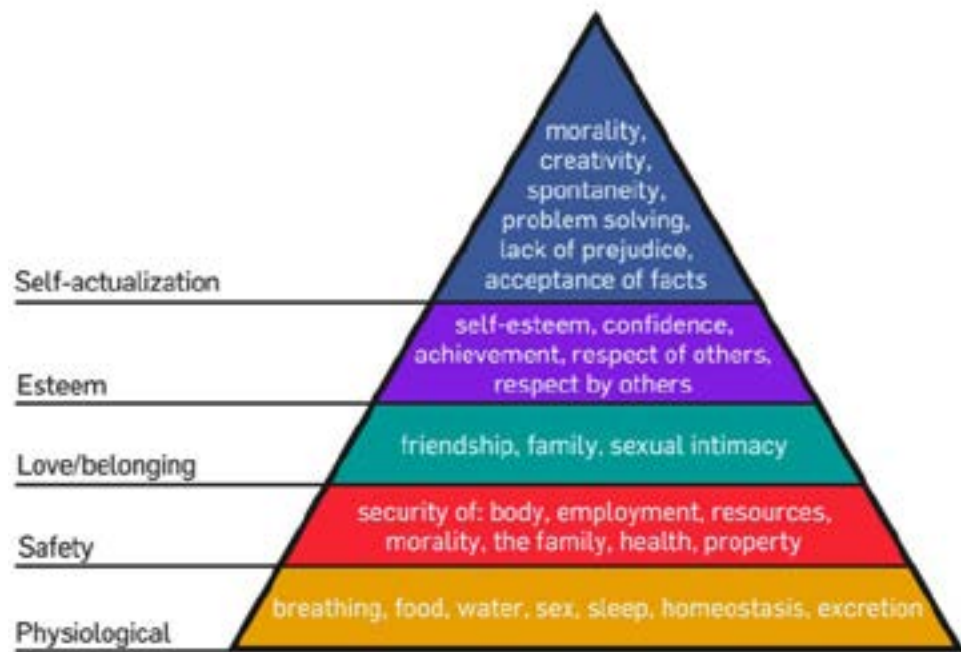 morality,
creativity,
spontaneity,
problem solving,
lack of prejudice,
acceptance of facts
Self-actualization
self-esteem, confidence,
achievement, respect of others,
respect by others
Esteem
friendship, family, sexual intimacy
Love/belonging
security of: body, employment, resources,
morality, the family, health, property
Safety
breathing, food, water, sex, sleep, homeostasis, excretion
Physiological